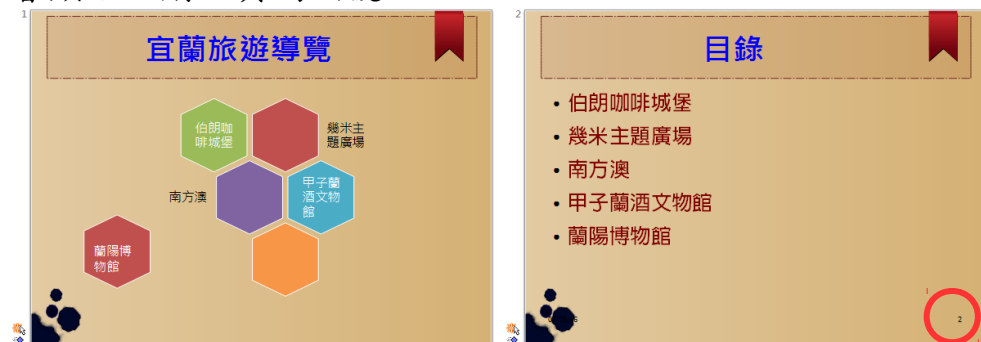 1
宜蘭旅遊導覽
伯朗咖
啡城堡
幾米主
題廣場
南方澳
甲子蘭
酒文物
館
蘭陽博
物館
2
目錄
• 伯朗咖啡城堡
• 幾米主題廣場
• 南方澳
• 甲子蘭酒文物館
• 蘭陽博物館
2